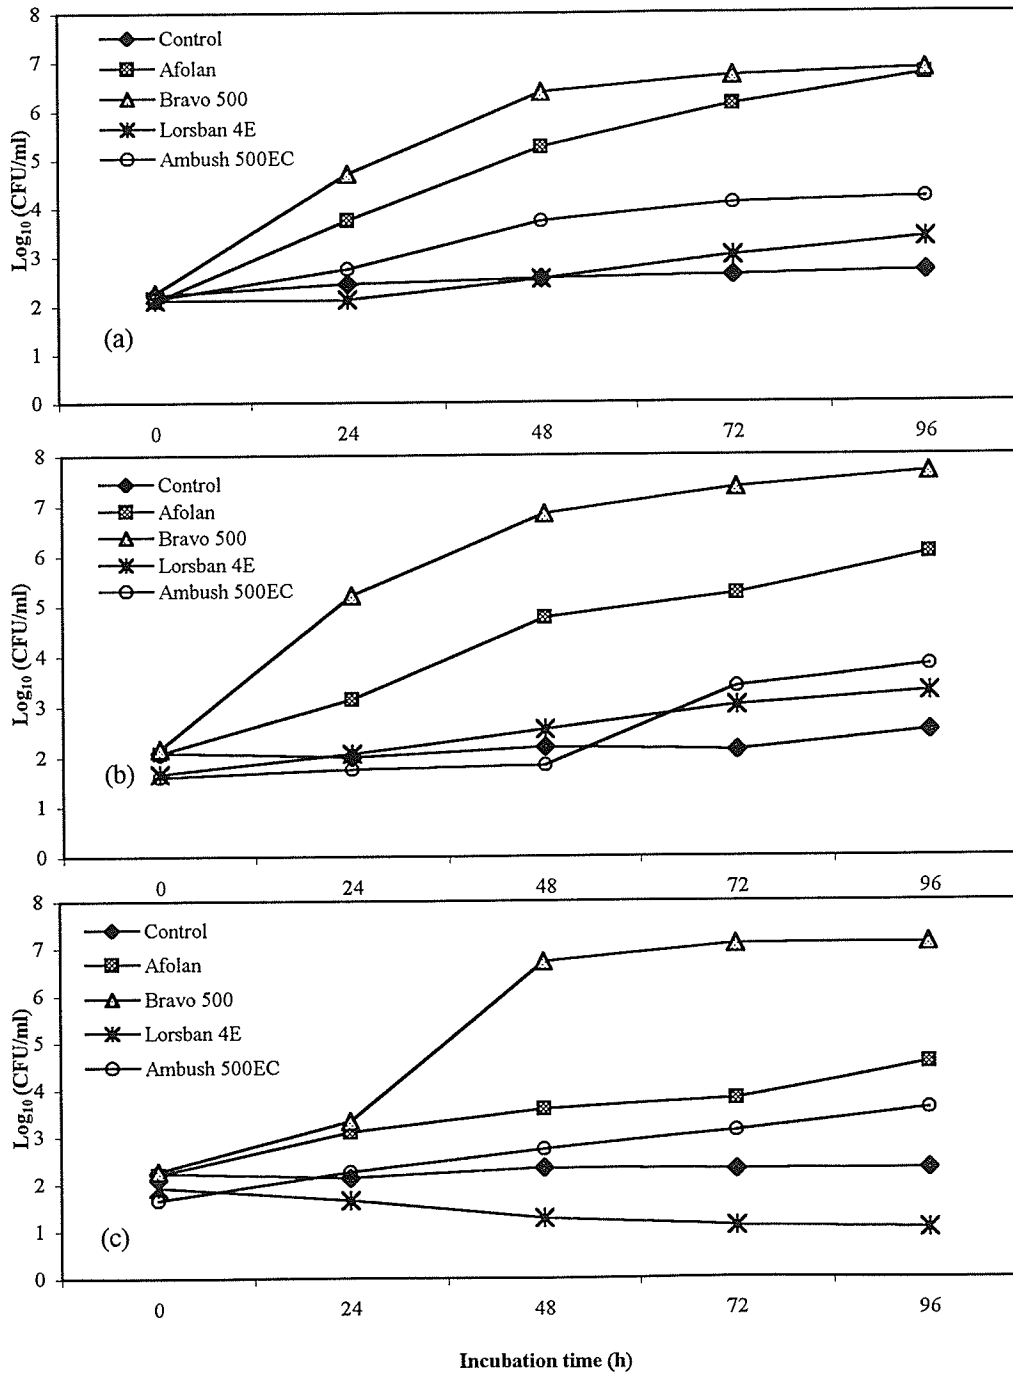 8
7
6
5
4
3
2
1
0
Log10 (CFU/ml)
Control
Afolan
Bravo 500
Lorsban 4E
Ambush 500EC
(a)
0 24 48 72 96
8
7
6
5
4
3
2
1
0
Log10 (CFU/ml)
Control
Afolan
Bravo 500
Lorsban 4E
Ambush 500EC
(b)
0 24 48 72 96
8
7
6
5
4
3
2
1
0
Log10 (CFU/ml)
Control
Afolan
Bravo 500
Lorsban 4E
Ambush 500EC
(c)
0 24 48 72 96
Incubation time (h)